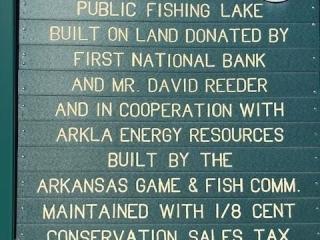 PUBLIC FISHING LAKE
BUILT ON LAND DONATED BY
FIRST NATIONAL BANK
AND MR. DAVID REEDER
AND IN COOPERATION WITH
ARKLA ENERGY RESOURCES
BUILT BY THE
ARKANSAS GAME & FISH COMM.
MAINTAINED WITH 1/8 CENT
CONSERVATION SALES TAX